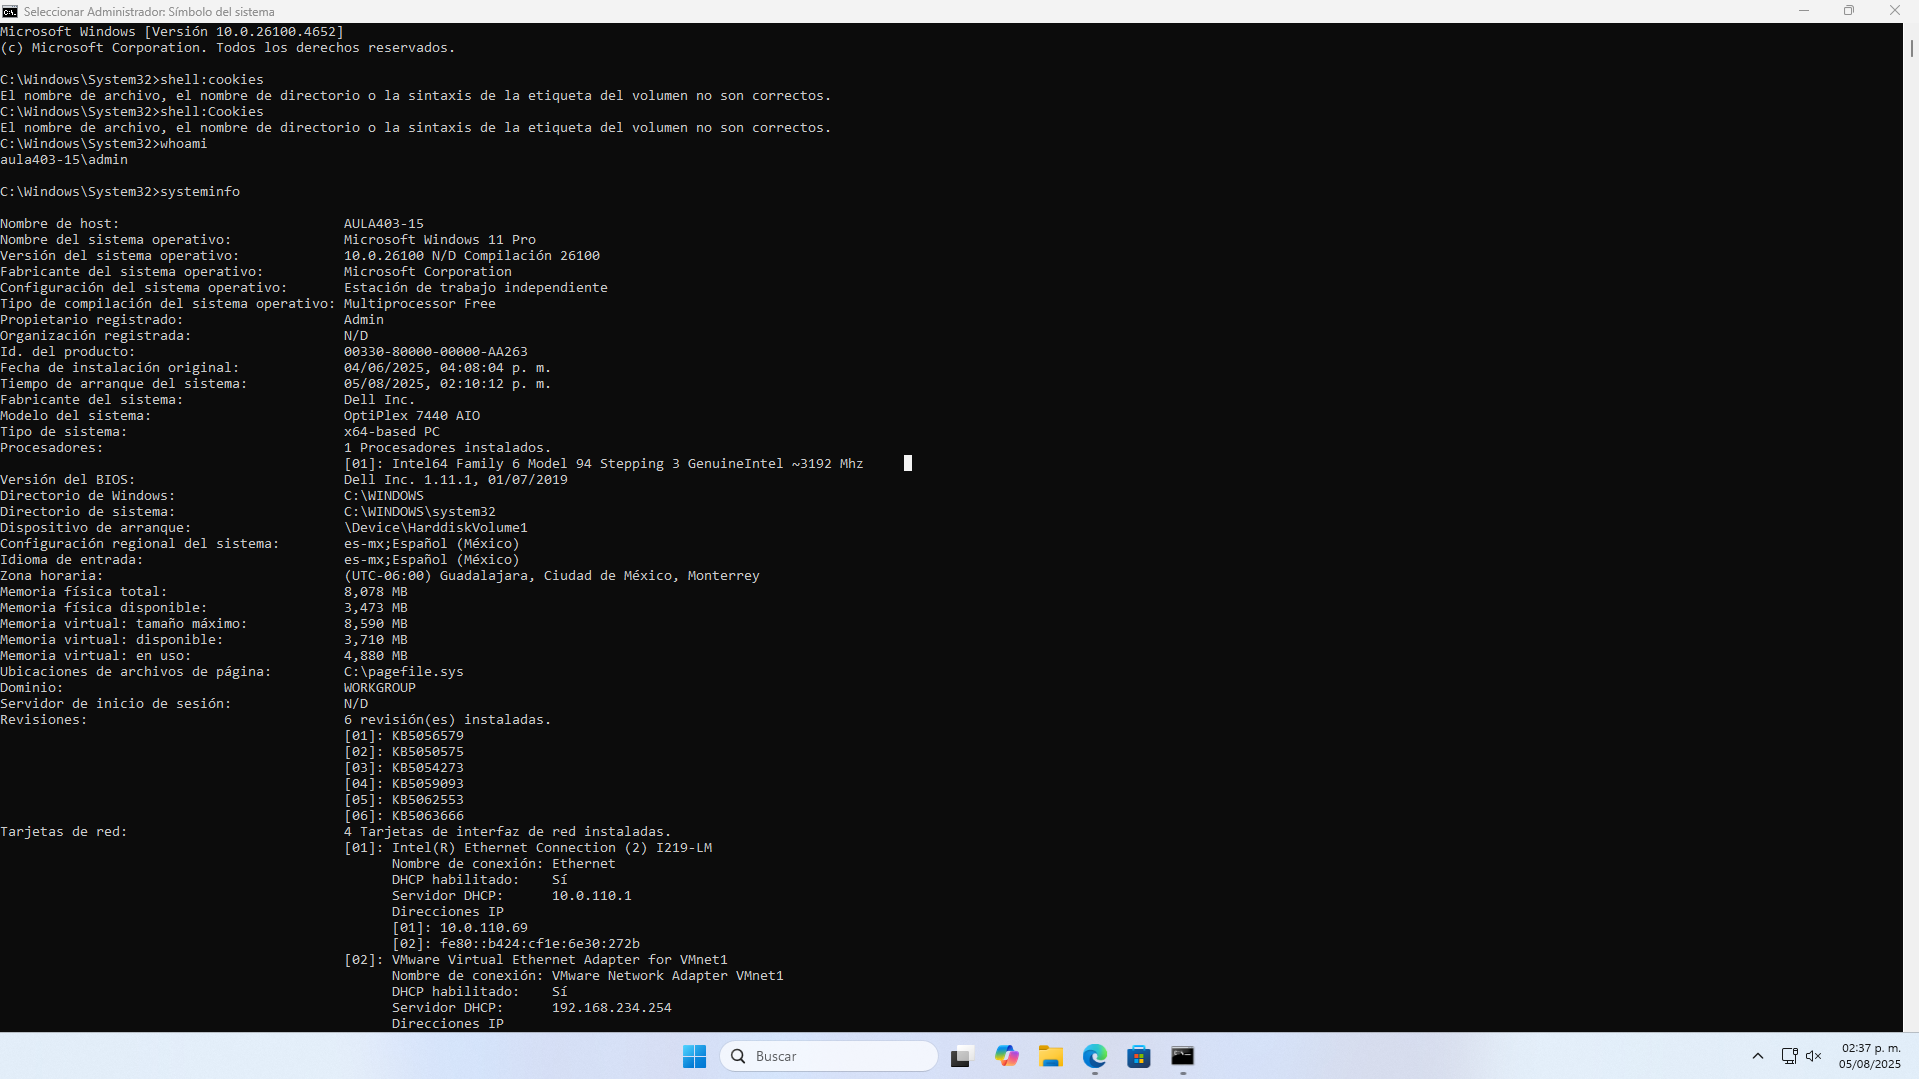 Seleccionar Administrador: Símbolo del sistema
Microsoft Windows [Versión 10.0.26100.4652]
(c) Microsoft Corporation. Todos los derechos reservados.
C:\Windows\System32>shell:cookies
El nombre de archivo, el nombre de directorio o la sintaxis de la etiqueta del volumen no son correctos.
C:\Windows\System32>shell:Cookies
El nombre de archivo, el nombre de directorio o la sintaxis de la etiqueta del volumen no son correctos.
C:\Windows\System32>whoami
aula403-15\admin
C:\Windows\System32>systeminfo
Nombre de host: AULA403-15
Nombre del sistema operativo: Microsoft Windows 11 Pro
Versión del sistema operativo: 10.0.26100 N/D Compilación 26100
Fabricante del sistema operativo: Microsoft Corporation
Configuración del sistema operativo: Estación de trabajo independiente
Tipo de compilación del sistema operativo: Multiprocessor Free
Propietario registrado: Admin
Organización registrada: N/D
Id. del producto: 00330-80000-00000-AA263
Fecha de instalación original: 04/06/2025, 04:08:04 p. m.
Tiempo de arranque del sistema: 05/08/2025, 02:10:12 p. m.
Fabricante del sistema: Dell Inc.
Modelo del sistema: OptiPlex 7440 AIO
Tipo de sistema: x64-based PC
Procesadores: 1 Procesadores instalados.
[01]: Intel64 Family 6 Model 94 Stepping 3 GenuineIntel ~3192 Mhz
Versión del BIOS: Dell Inc. 1.11.1, 01/07/2019
Directorio de Windows: C:\WINDOWS
Directorio de sistema: C:\WINDOWS\system32
Dispositivo de arranque: \Device\HarddiskVolume1
Configuración regional del sistema: es-mx;Español (México)
Idioma de entrada: es-mx;Español (México)
Zona horaria: (UTC-06:00) Guadalajara, Ciudad de México, Monterrey
Memoria física total: 8,078 MB
Memoria física disponible: 3,473 MB
Memoria virtual: tamaño máximo: 8,590 MB
Memoria virtual: disponible: 3,710 MB
Memoria virtual: en uso: 4,880 MB
Ubicaciones de archivos de página: C:\pagefile.sys
Dominio: WORKGROUP
Servidor de inicio de sesión: N/D
Revisiones: 6 revisión(es) instaladas.
[01]: KB5056579
[02]: KB5050575
[03]: KB5054273
[04]: KB5059093
[05]: KB5062553
[06]: KB5063666
Tarjetas de red: 4 Tarjetas de interfaz de red instaladas.
[01]: Intel(R) Ethernet Connection (2) I219-LM
Nombre de conexión: Ethernet
DHCP habilitado: Sí
Servidor DHCP: 10.0.110.1
Direcciones IP
[01]: 10.0.110.69
[02]: fe80::b424:cf1e:6e30:272b
[02]: VMware Virtual Ethernet Adapter for VMnet1
Nombre de conexión: VMware Network Adapter VMnet1
DHCP habilitado: Sí
Servidor DHCP: 192.168.234.254
Direcciones IP
Buscar
02:37 p. m.
05/08/2025